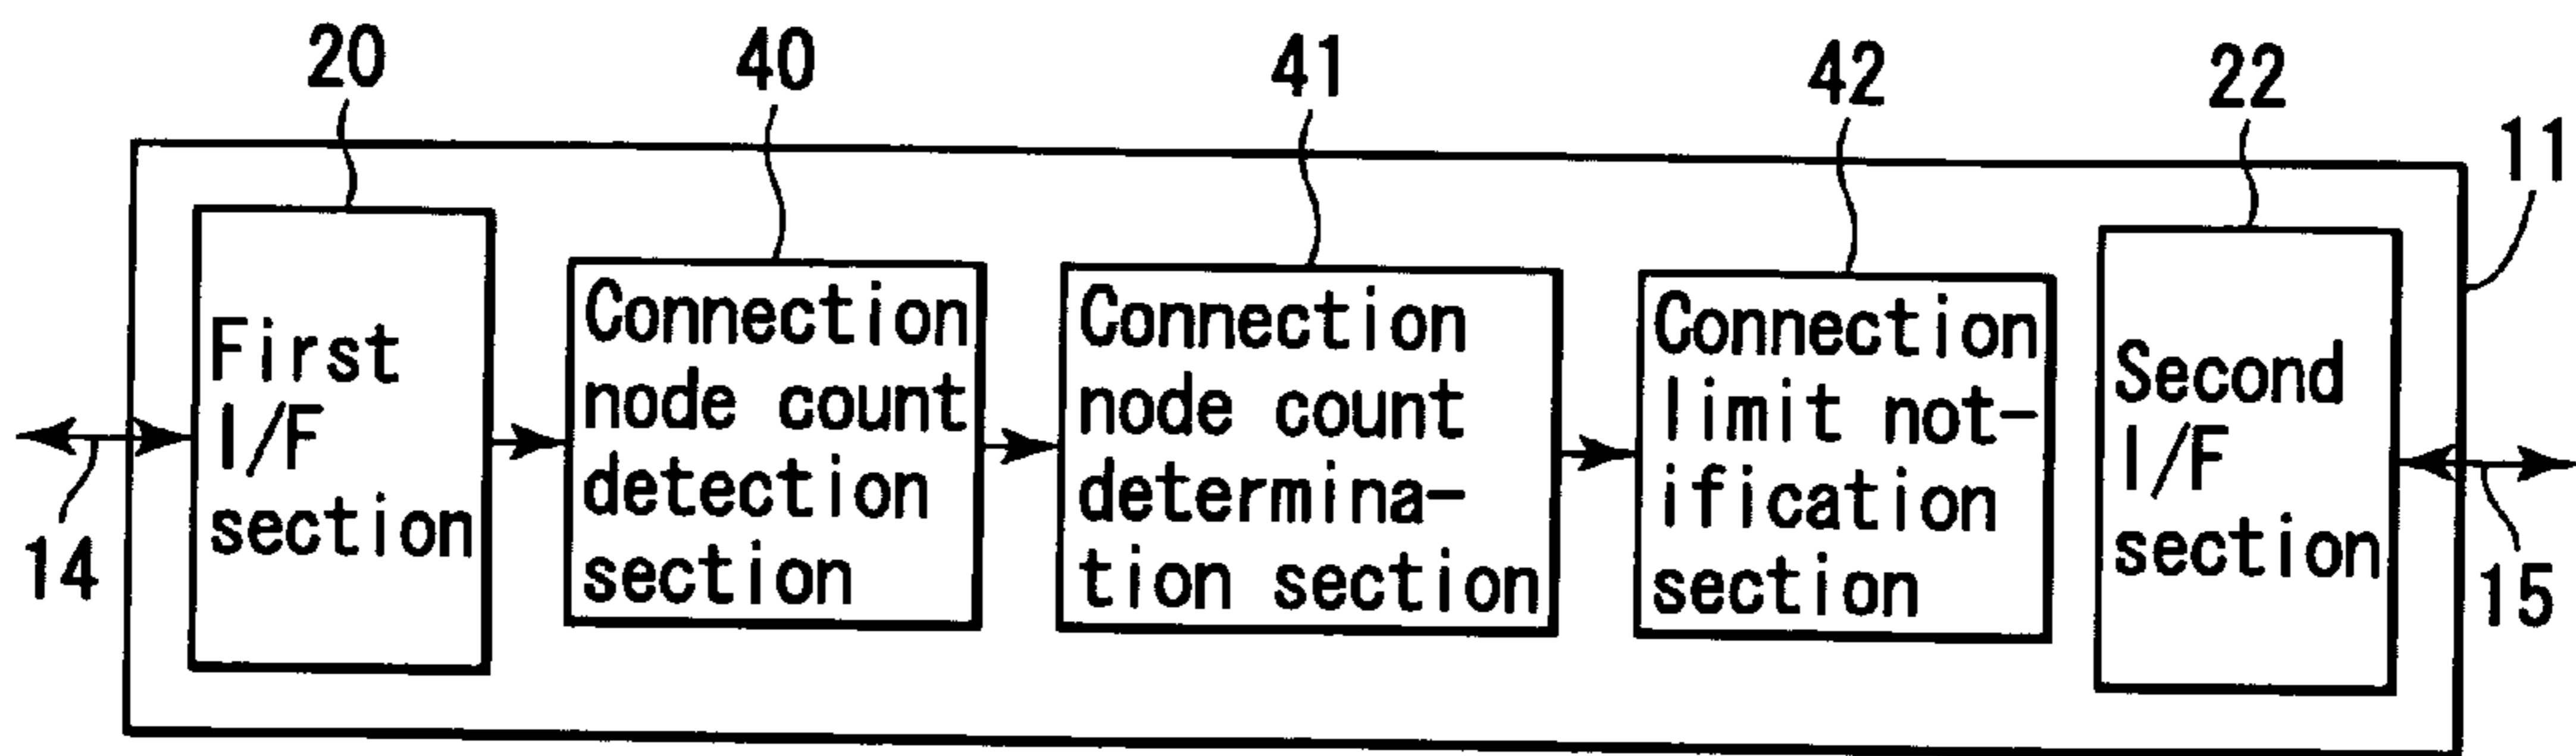 20
40
41
42
22
11
First
I/F
section
Connection
node count
detection
section
Connection
node count
determina-
tion section
Connection
limit not-
ification
section
Second
I/F
section
14
15